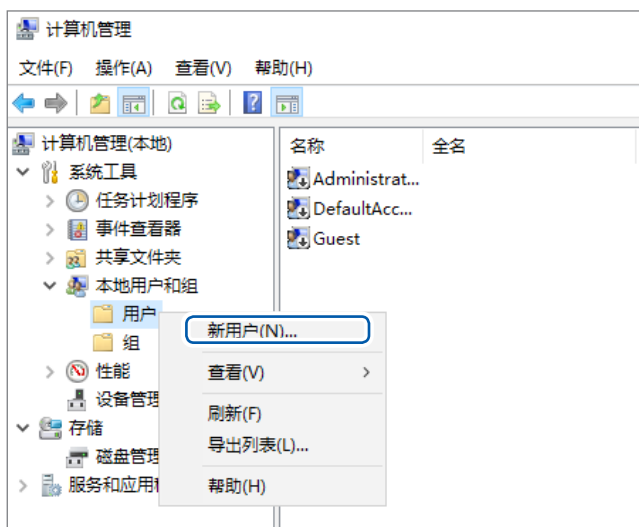 计算机管理
文件(F) 操作(A) 查看(V) 帮助(H)
计算机管理(本地)
系统工具
任务计划程序
事件查看器
共享文件夹
本地用户和组
用户
组
性能
设备管理
存储
磁盘管理
服务和应用
名称 全名
Administrat...
DefaultAcc...
Guest
新用户(N)...
查看(V)
刷新(F)
导出列表(L)...
帮助(H)